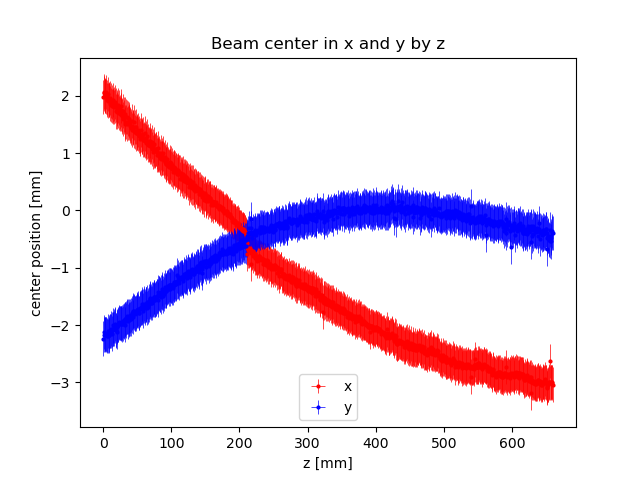 Beam center in x and y by z
center position [mm]
2
1
0
−1
−2
−3
0 100 200 300 400 500 600
z [mm]
x
y